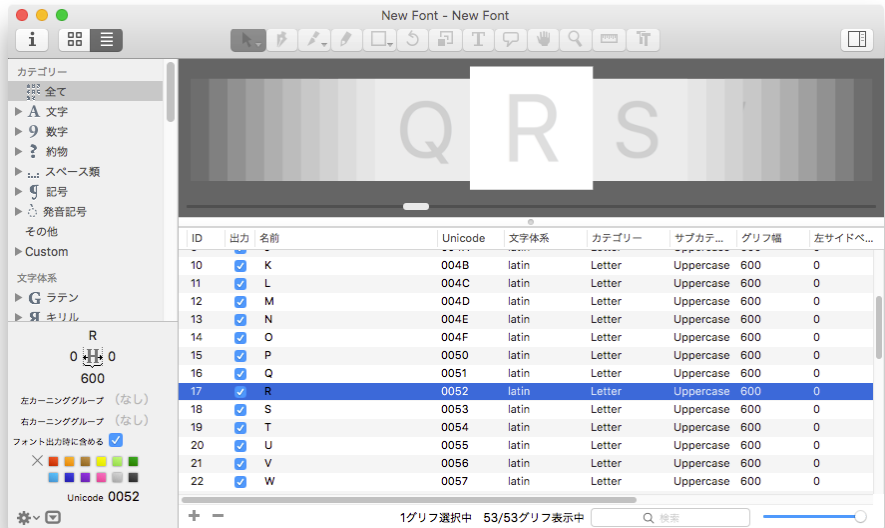 New Font - New Font
カテゴリー
全て
文字
数字
約物
スペース類
記号
発音記号
その他
Custom
文字体系
ラテン
キリル
R
0 H 0
600
左カーニンググループ (なし)
右カーニンググループ (なし)
フォント出力時に含める
Unicode 0052
Q R S
ID 出力 名前 Unicode 文字体系 カテゴリー サブカテ... グリフ幅 左サイドベ...
10 K 004B latin Letter Uppercase 600 0
11 L 004C latin Letter Uppercase 600 0
12 M 004D latin Letter Uppercase 600 0
13 N 004E latin Letter Uppercase 600 0
14 O 004F latin Letter Uppercase 600 0
15 P 0050 latin Letter Uppercase 600 0
16 Q 0051 latin Letter Uppercase 600 0
17 R 0052 latin Letter Uppercase 600 0
18 S 0053 latin Letter Uppercase 600 0
19 T 0054 latin Letter Uppercase 600 0
20 U 0055 latin Letter Uppercase 600 0
21 V 0056 latin Letter Uppercase 600 0
22 W 0057 latin Letter Uppercase 600 0
1グリフ選択中 53/53グリフ表示中 検索